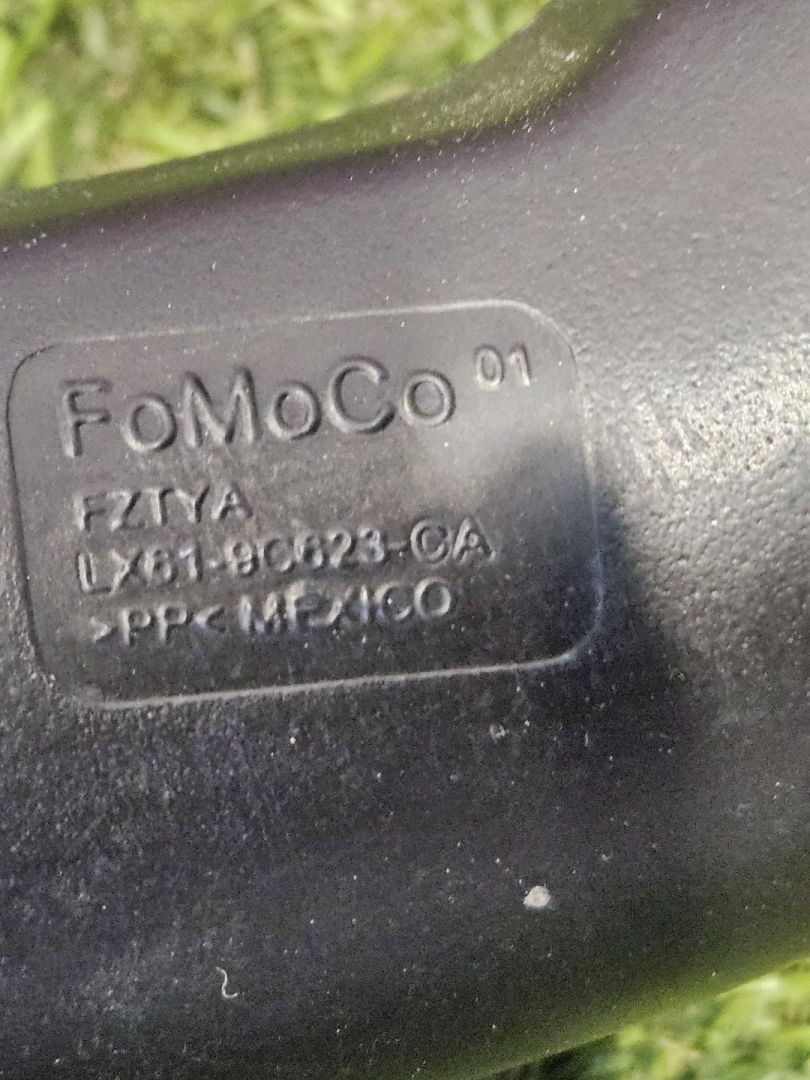 FoMoCo 01
FZTYA
LX61-9C623-CA
>PP< MEXICO